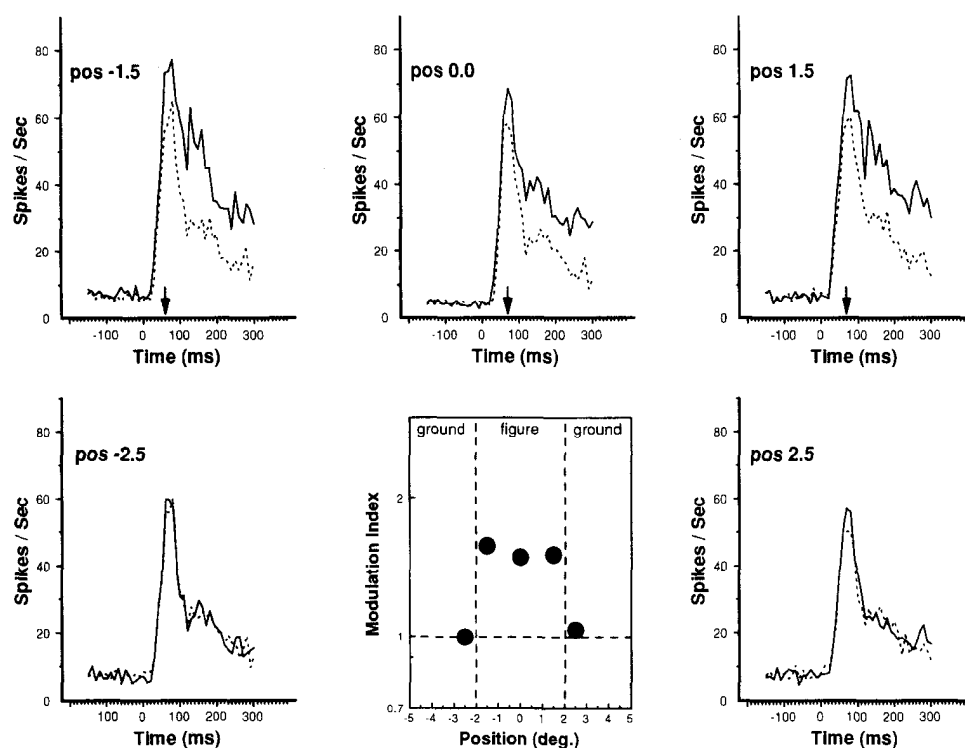 80
60
40
20
0
Spikes / Sec
pos -1.5
-100 0 100 200 300
Time (ms)
80
60
40
20
0
Spikes / Sec
pos 0.0
-100 0 100 200 300
Time (ms)
80
60
40
20
0
Spikes / Sec
pos 1.5
-100 0 100 200 300
Time (ms)
80
60
40
20
0
Spikes / Sec
pos -2.5
-100 0 100 200 300
Time (ms)
ground figure ground
2
1
0.7
Modulation Index
-5 -4 -3 -2 -1 0 1 2 3 4 5
Position (deg.)
80
60
40
20
0
Spikes / Sec
pos 2.5
-100 0 100 200 300
Time (ms)